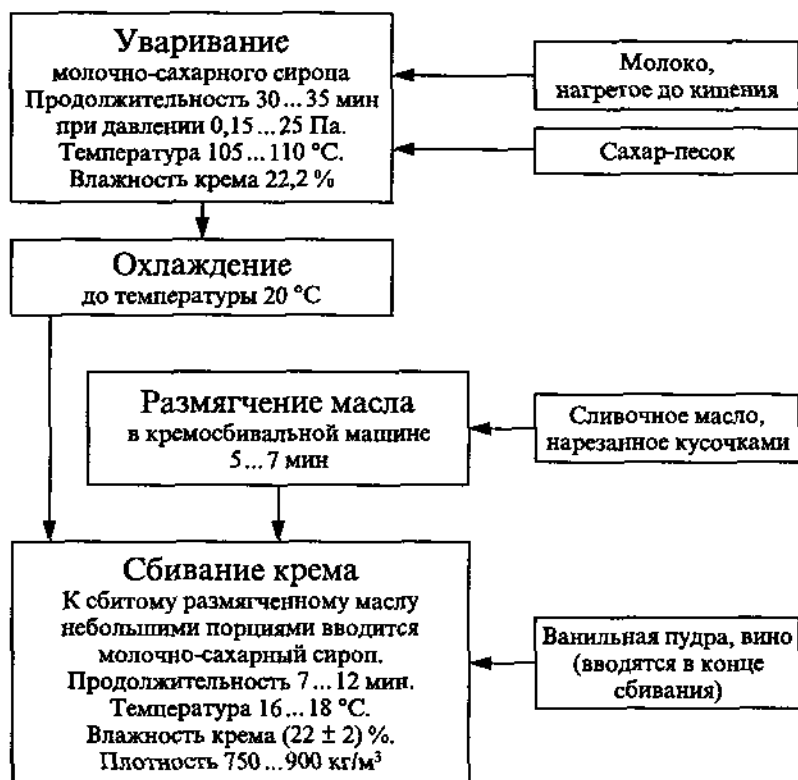 Уваривание
молочно-сахарного сиропа
Продолжительность 30...35 мин
при давлении 0,15...25 Па.
Температура 105...110 °С.
Влажность крема 22,2 %
Молоко,
нагретое до кипения
Сахар-песок
Охлаждение
до температуры 20 °С
Размягчение масла
в кремосбивальной машине
5...7 мин
Сливочное масло,
нарезанное кусочками
Сбивание крема
К сбитому размягченному маслу
небольшими порциями вводится
молочно-сахарный сироп.
Продолжительность 7...12 мин.
Температура 16...18 °С.
Влажность крема (22 ± 2) %.
Плотность 750...900 кг/м³
Ванильная пудра, вино
(вводятся в конце
сбивания)